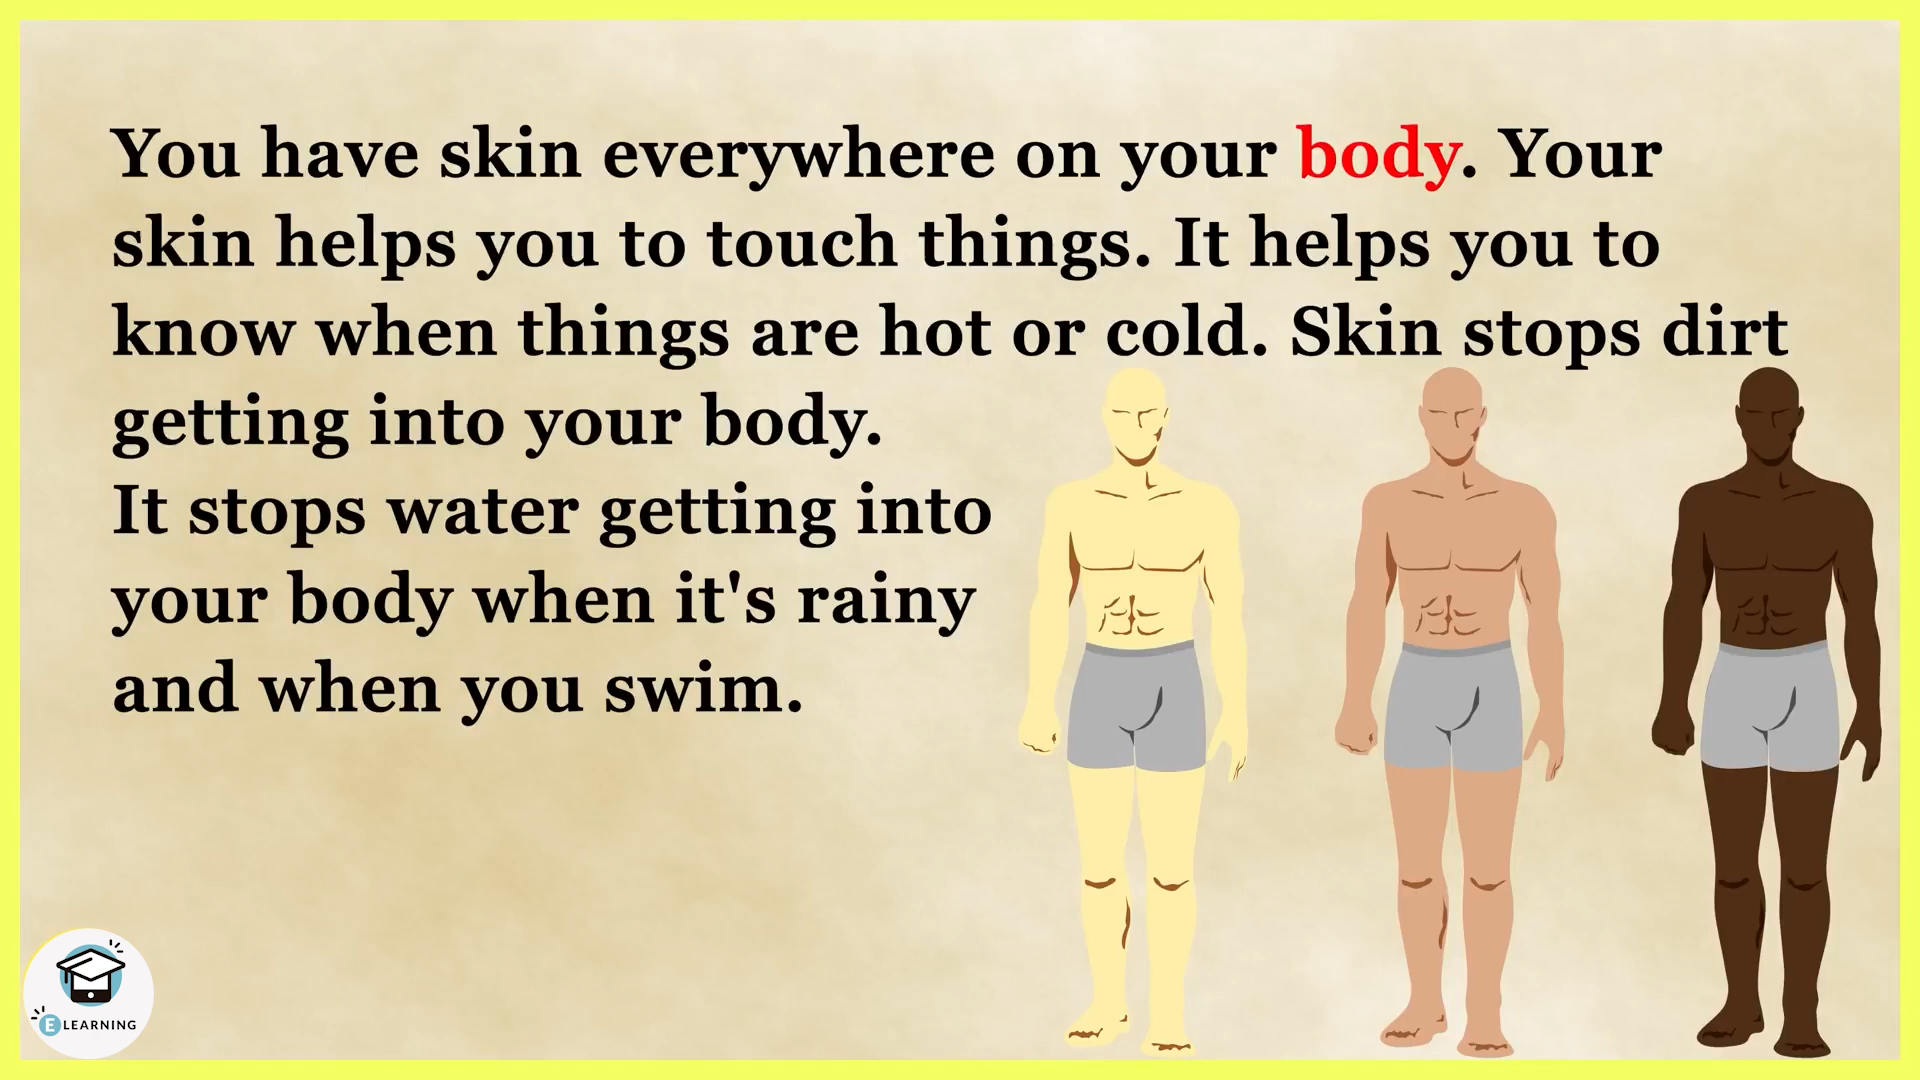 You have skin everywhere on your body. Your
skin helps you to touch things. It helps you to
know when things are hot or cold. Skin stops dirt
getting into your body.
It stops water getting into
your body when it's rainy
and when you swim.
E LEARNING